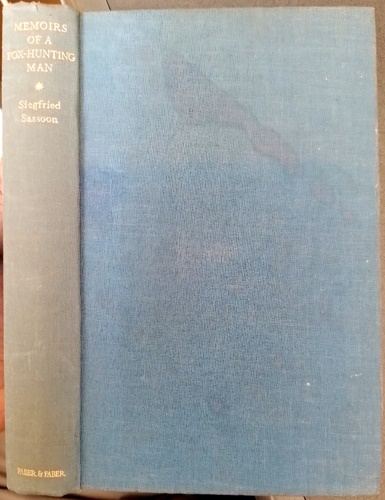 MEMOIRS
OF A
FOX-HUNTING
MAN
*
Siegfried
Sassoon
FABER & FABER